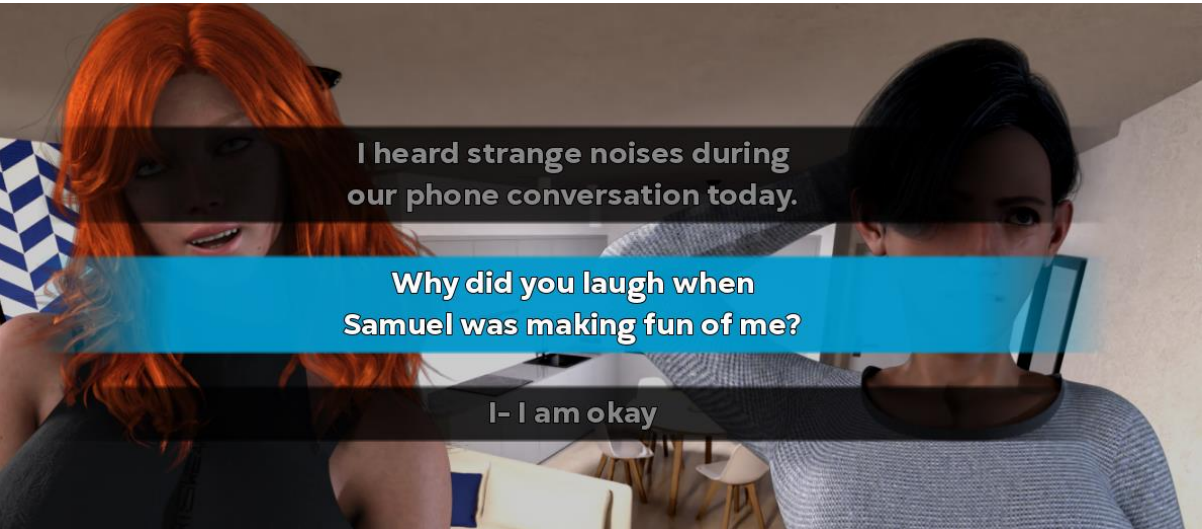 I heard strange noises during
our phone conversation today.
Why did you laugh when
Samuel was making fun of me?
I- I am okay